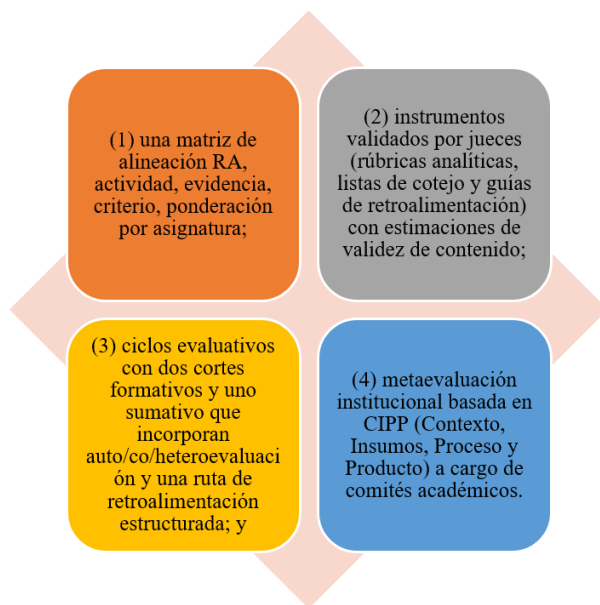 (1) una matriz de
alineación RA,
actividad, evidencia,
criterio, ponderación
por asignatura;
(2) instrumentos
validados por jueces
(rúbricas analíticas,
listas de cotejo y guías
de retroalimentación)
con estimaciones de
validez de contenido;
(3) ciclos evaluativos
con dos cortes
formativos y uno
sumativo que
incorporan
auto/co/heteroevaluaci
ón y una ruta de
retroalimentación
estructurada; y
(4) metaevaluación
institucional basada en
CIPP (Contexto,
Insumos, Proceso y
Producto) a cargo de
comités académicos.